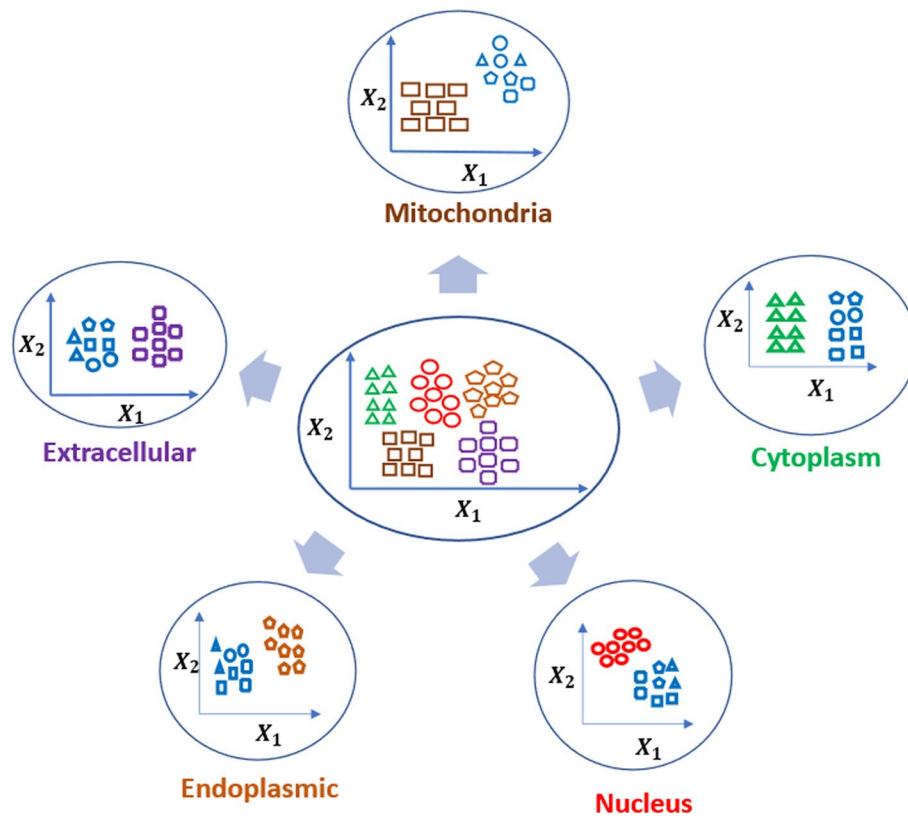 X₂
X₁
Mitochondria
X₂
X₁
Extracellular
X₂
X₁
X₂
X₁
Cytoplasm
X₂
X₁
Endoplasmic
X₂
X₁
Nucleus